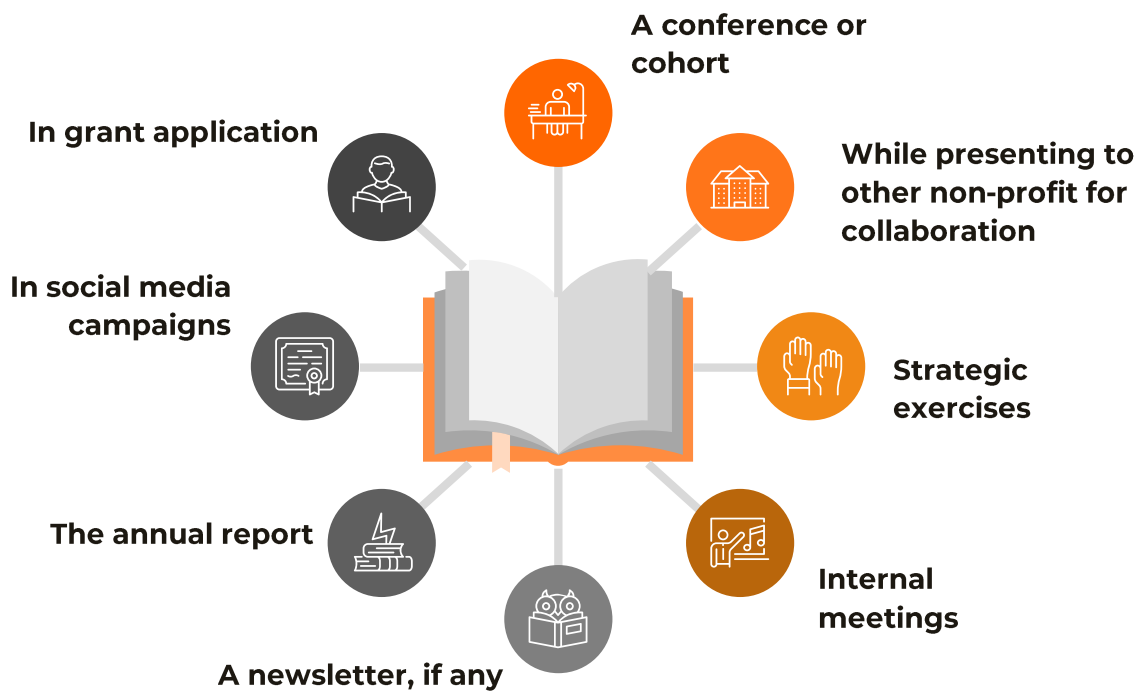 A conference or
cohort
In grant application
While presenting to
other non-profit for
collaboration
In social media
campaigns
Strategic
exercises
The annual report
Internal
meetings
A newsletter, if any